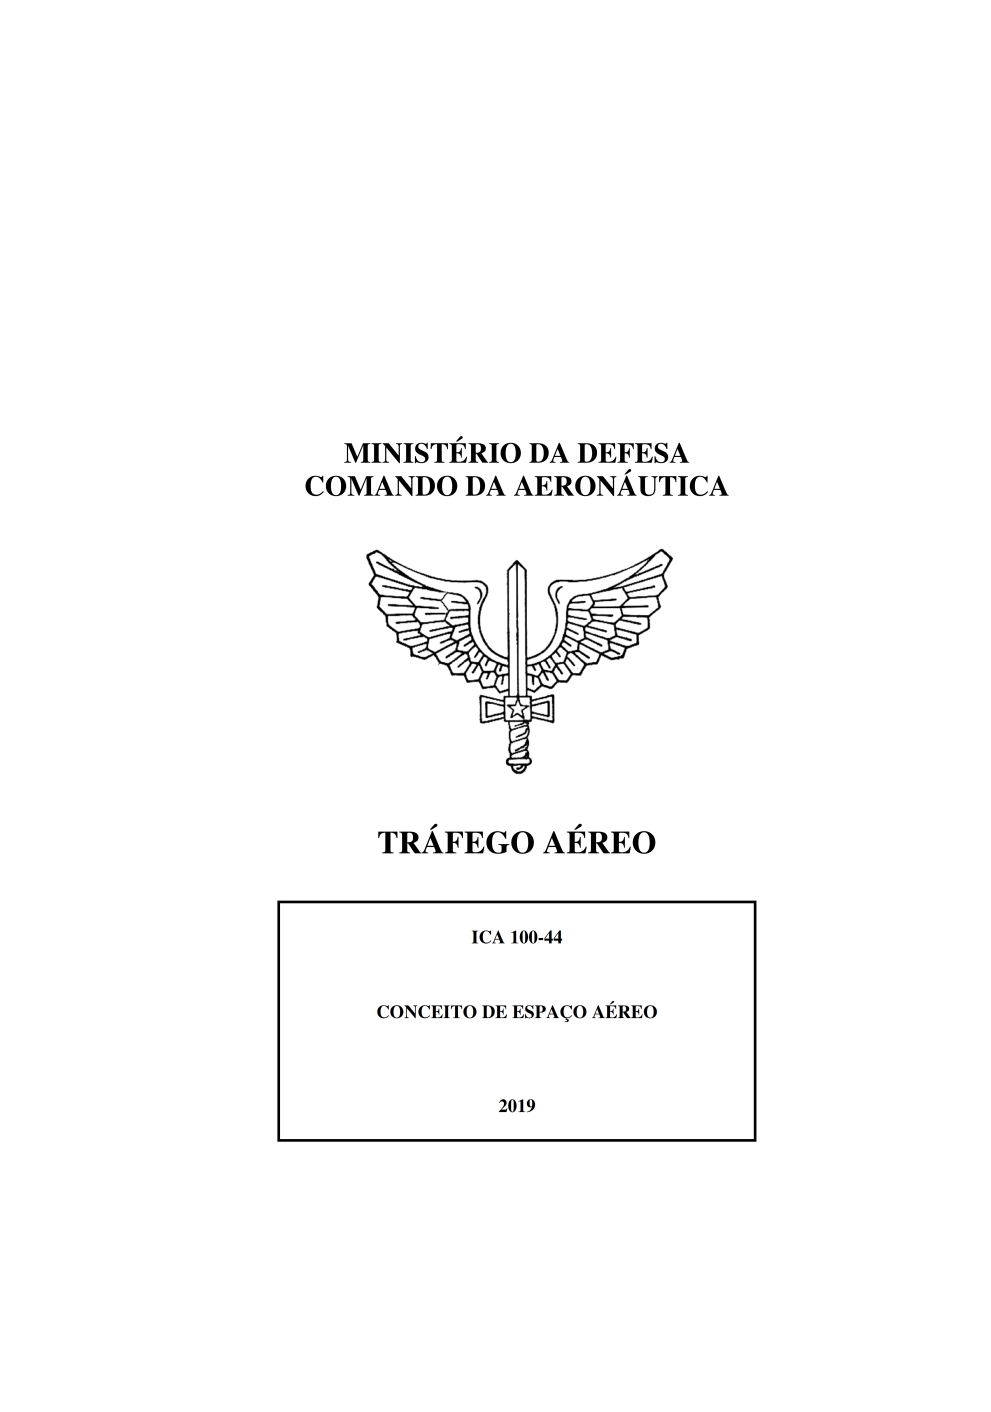 MINISTÉRIO DA DEFESA
COMANDO DA AERONÁUTICA
TRÁFEGO AÉREO
ICA 100-44
CONCEITO DE ESPAÇO AÉREO
2019